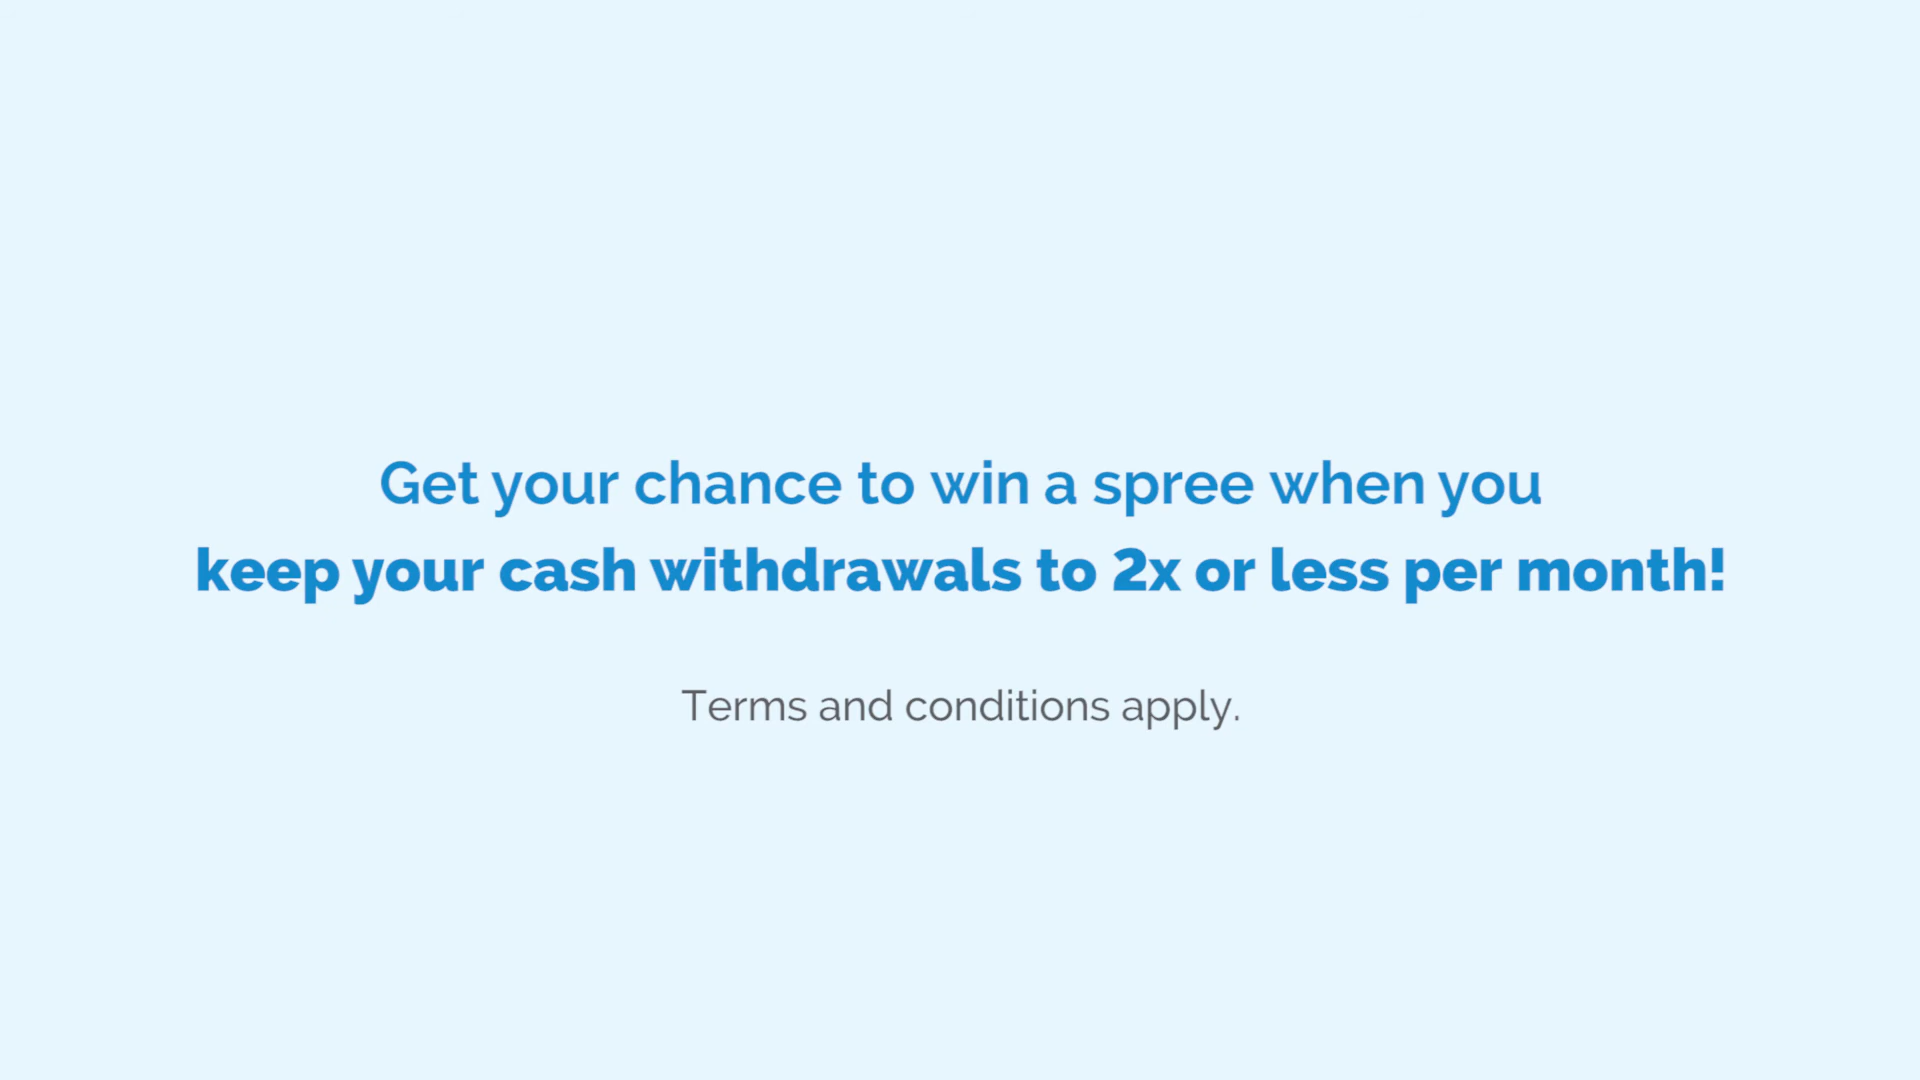 Get your chance to win a spree when you
keep your cash withdrawals to 2x or less per month!
Terms and conditions apply.